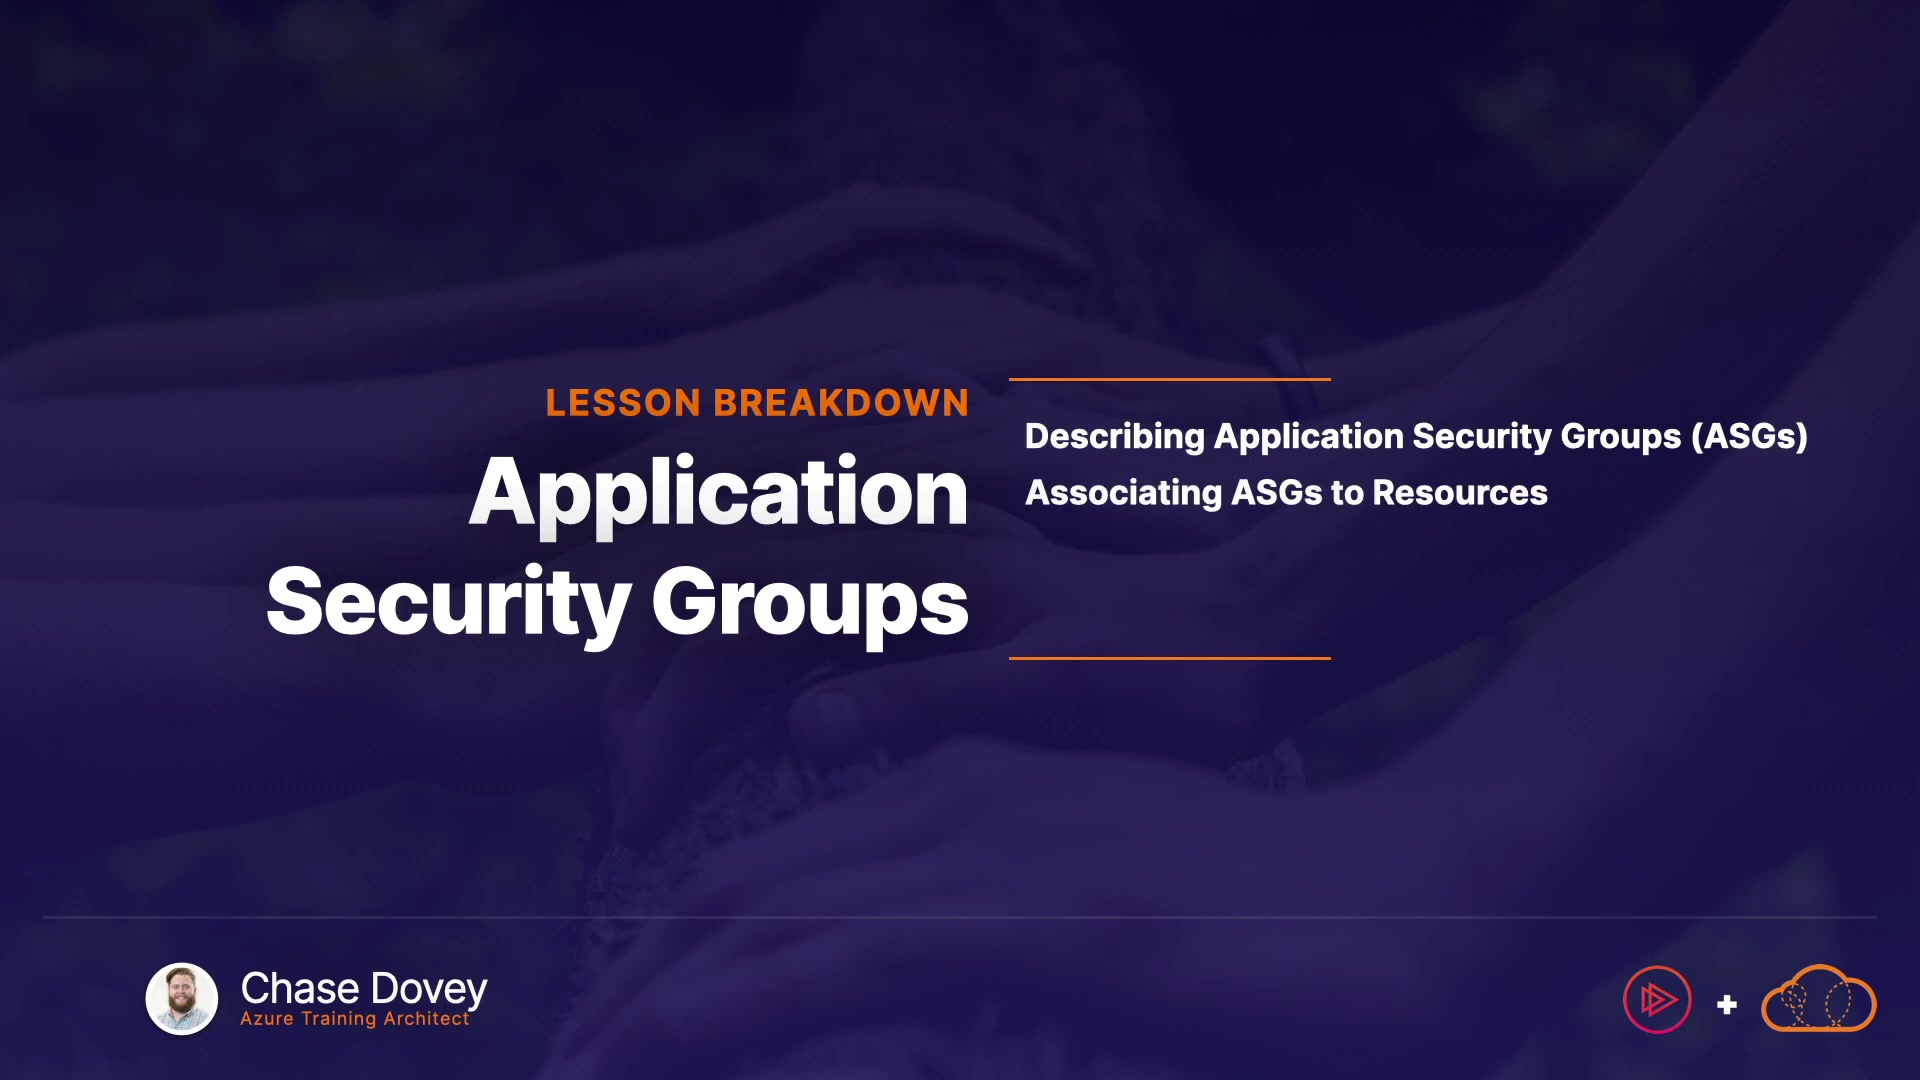 LESSON BREAKDOWN
Application
Security Groups
Describing Application Security Groups (ASGs)
Associating ASGs to Resources
Chase Dovey
Azure Training Architect